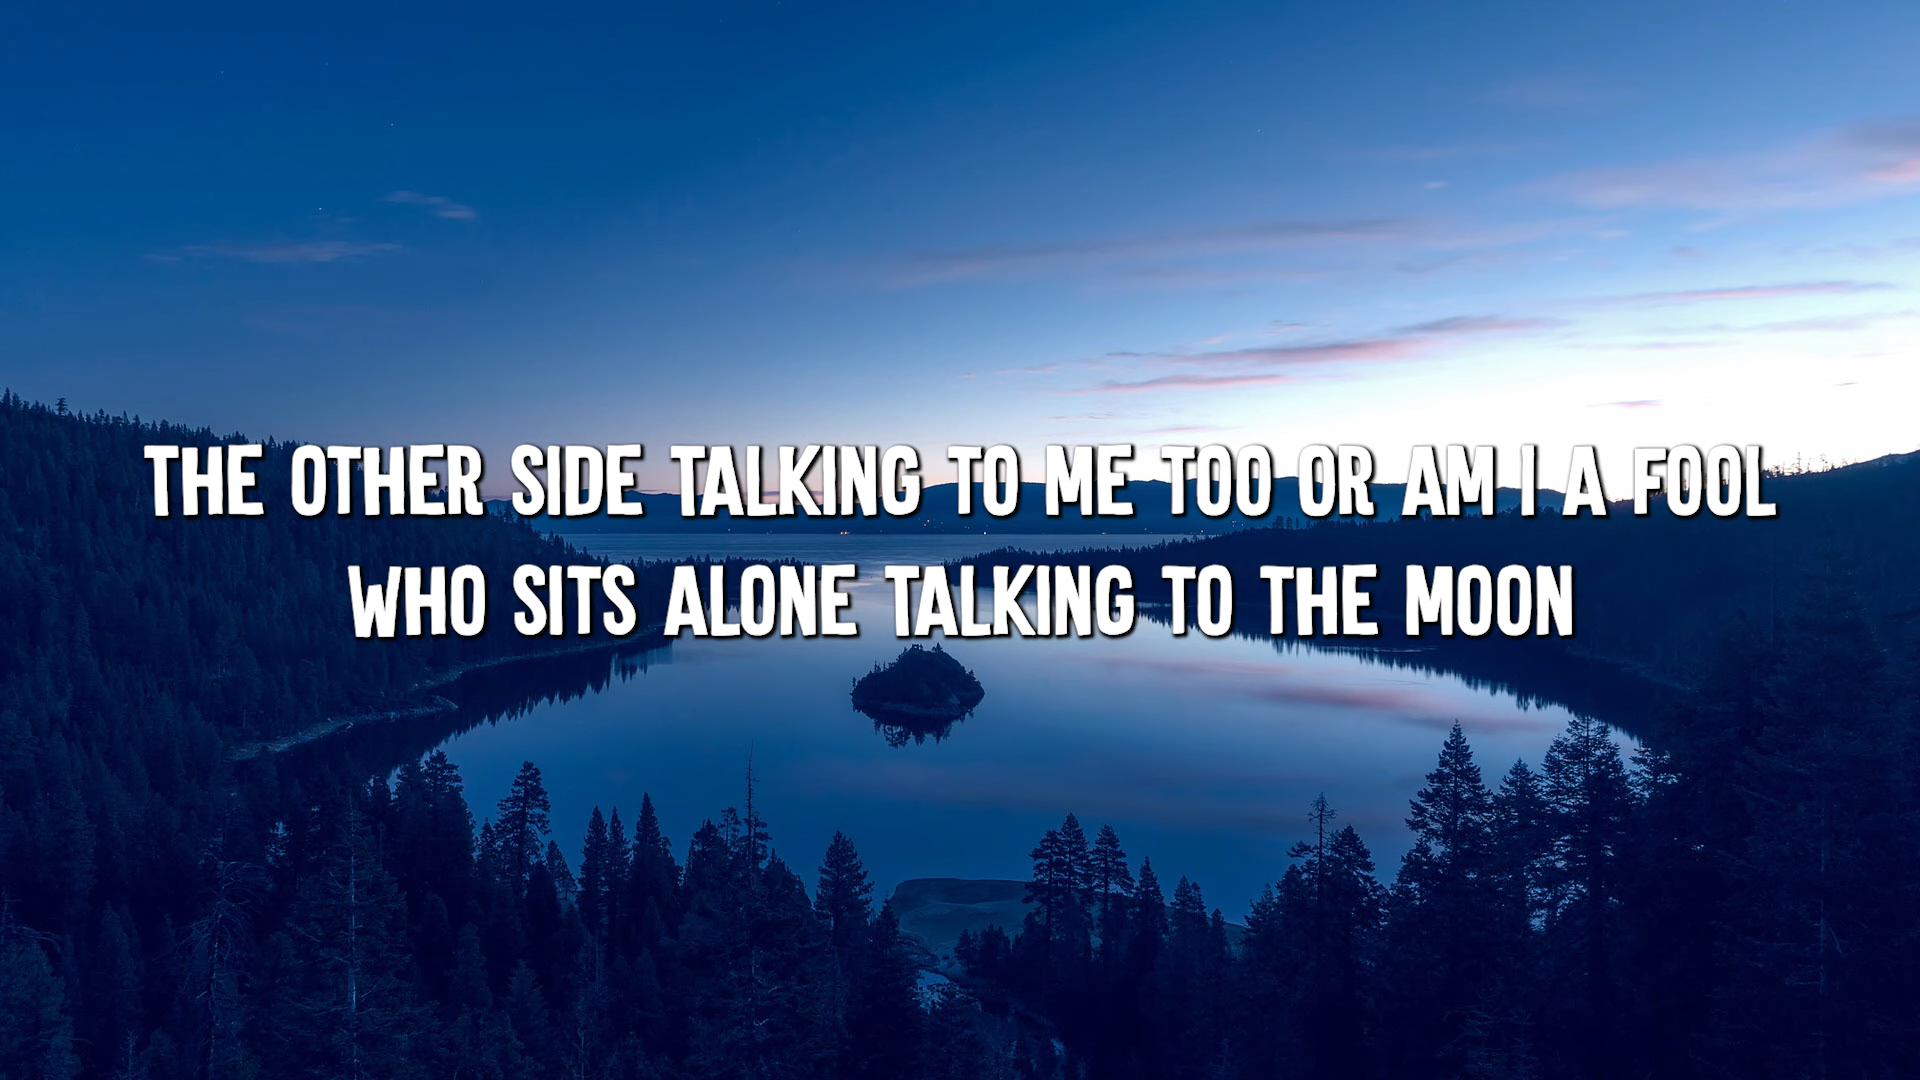 THE OTHER SIDE TALKING TO ME TOO OR AM I A FOOL
WHO SITS ALONE TALKING TO THE MOON